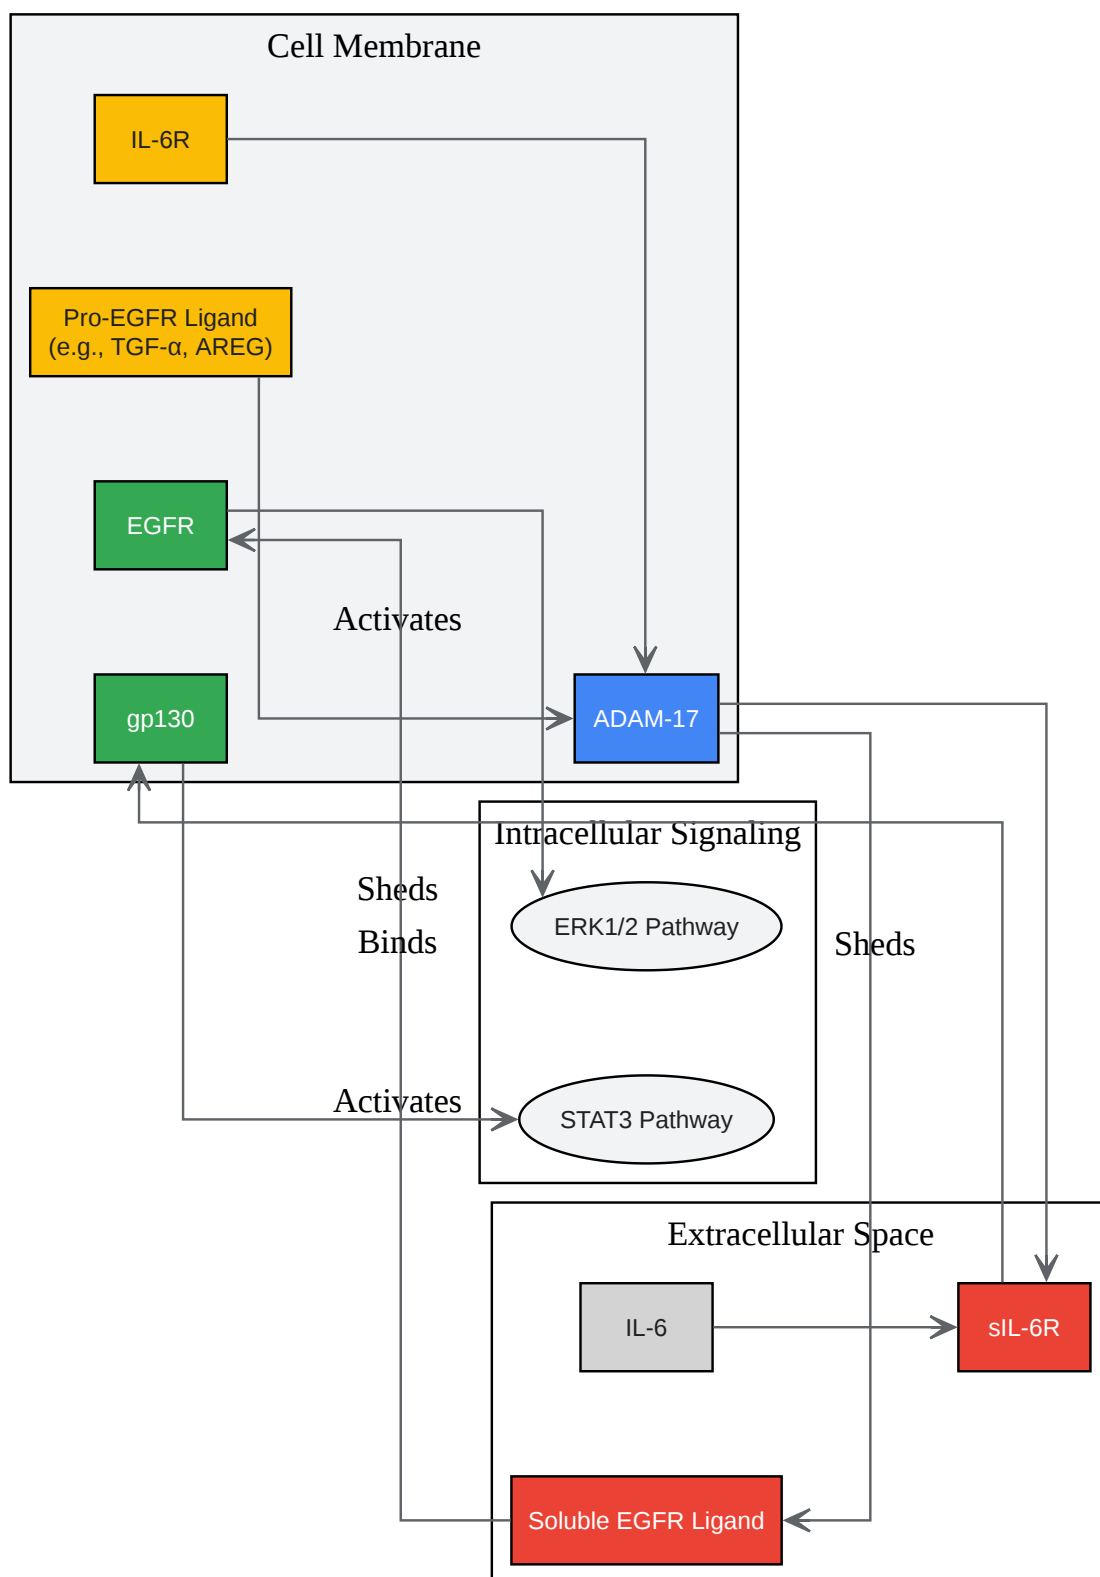 Cell Membrane
IL-6R
Pro-EGFR Ligand
(e.g., TGF-α, AREG)
EGFR
Activates
gp130
ADAM-17
Intracellular Signaling
Sheds
ERK1/2 Pathway
Binds
Sheds
Activates
STAT3 Pathway
Extracellular Space
IL-6
sIL-6R
Soluble EGFR Ligand